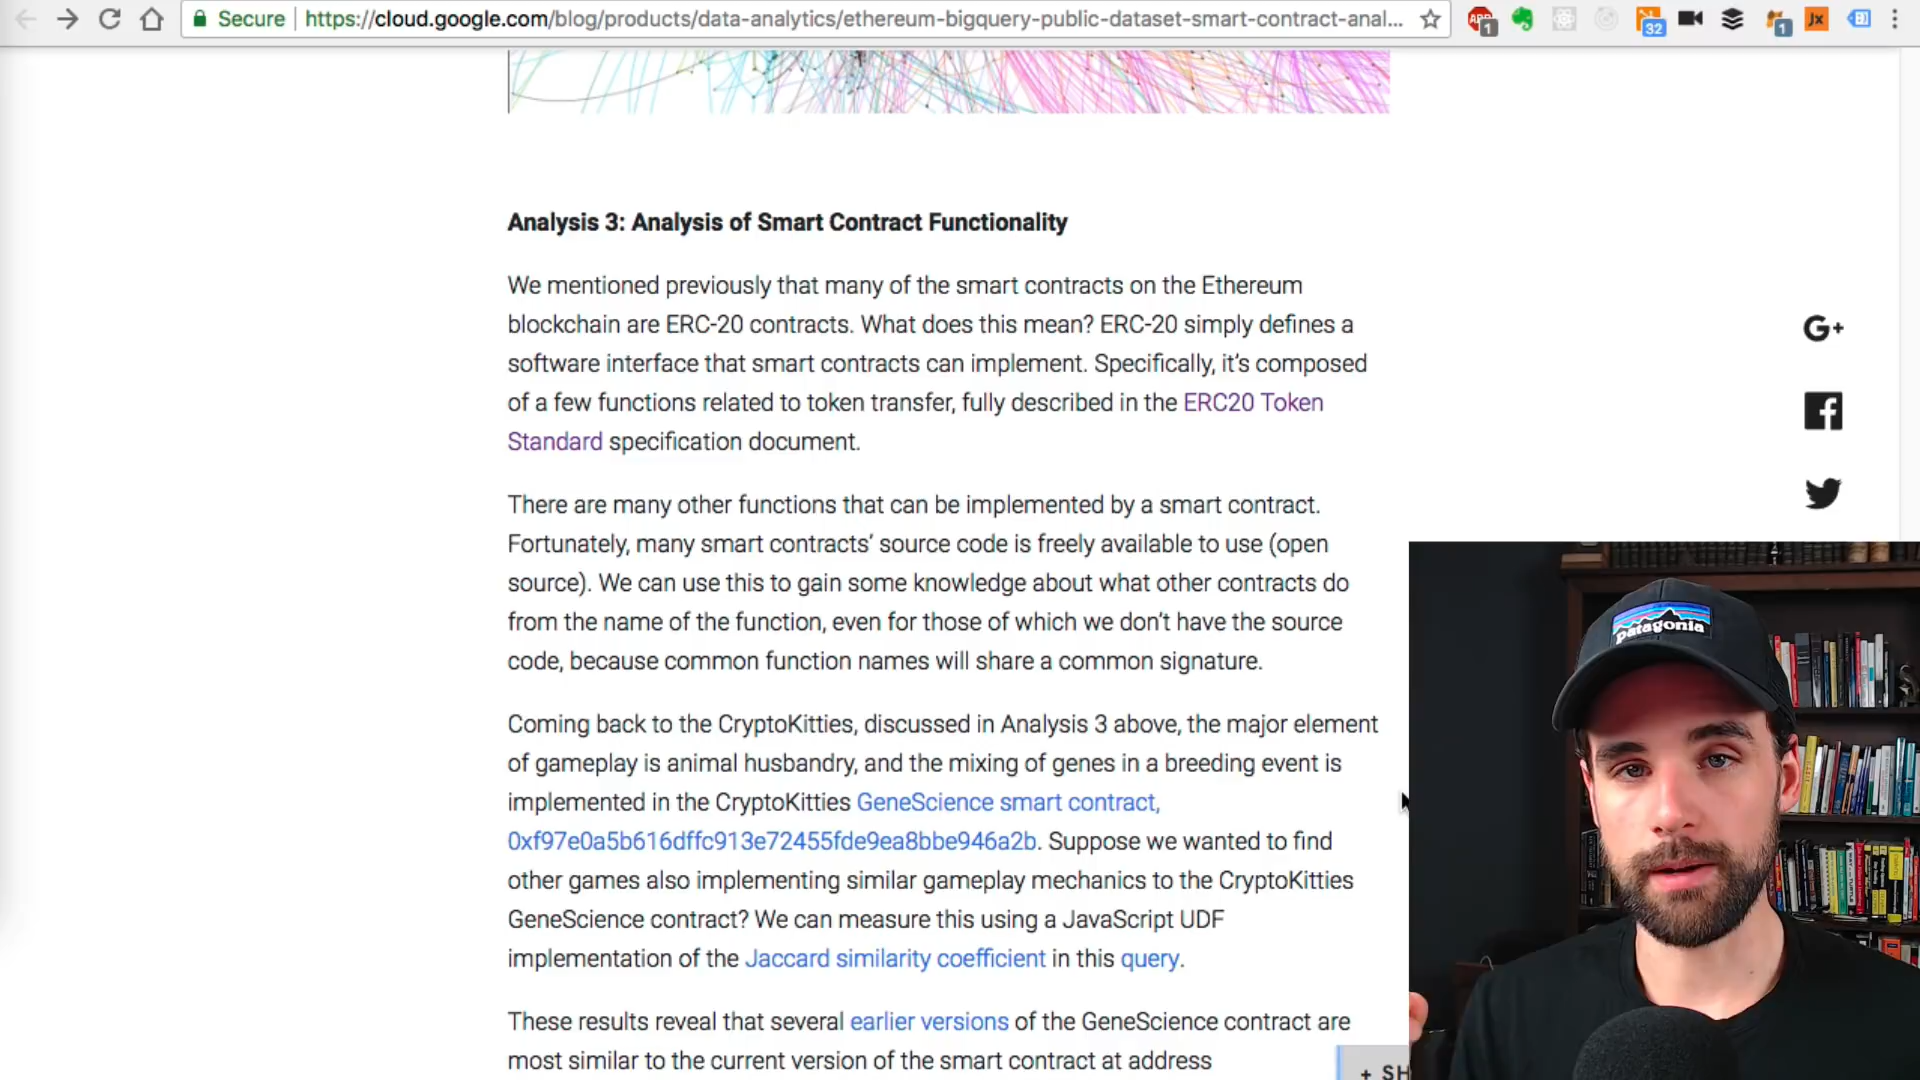 Secure
https://cloud.google.com/blog/products/data-analytics/ethereum-bigquery-public-dataset-smart-contract-anal...
1
32
1
Jx
Analysis 3: Analysis of Smart Contract Functionality
We mentioned previously that many of the smart contracts on the Ethereum
blockchain are ERC-20 contracts. What does this mean? ERC-20 simply defines a
software interface that smart contracts can implement. Specifically, it's composed
of a few functions related to token transfer, fully described in the ERC20 Token
Standard specification document.
There are many other functions that can be implemented by a smart contract.
Fortunately, many smart contracts' source code is freely available to use (open
source). We can use this to gain some knowledge about what other contracts do
from the name of the function, even for those of which we don't have the source
code, because common function names will share a common signature.
Coming back to the CryptoKitties, discussed in Analysis 3 above, the major element
of gameplay is animal husbandry, and the mixing of genes in a breeding event is
implemented in the CryptoKitties GeneScience smart contract,
0xf97e0a5b616dffc913e72455fde9ea8bbe946a2b. Suppose we wanted to find
other games also implementing similar gameplay mechanics to the CryptoKitties
GeneScience contract? We can measure this using a JavaScript UDF
implementation of the Jaccard similarity coefficient in this query.
These results reveal that several earlier versions of the GeneScience contract are
most similar to the current version of the smart contract at address
G+
patagonia
+ SH